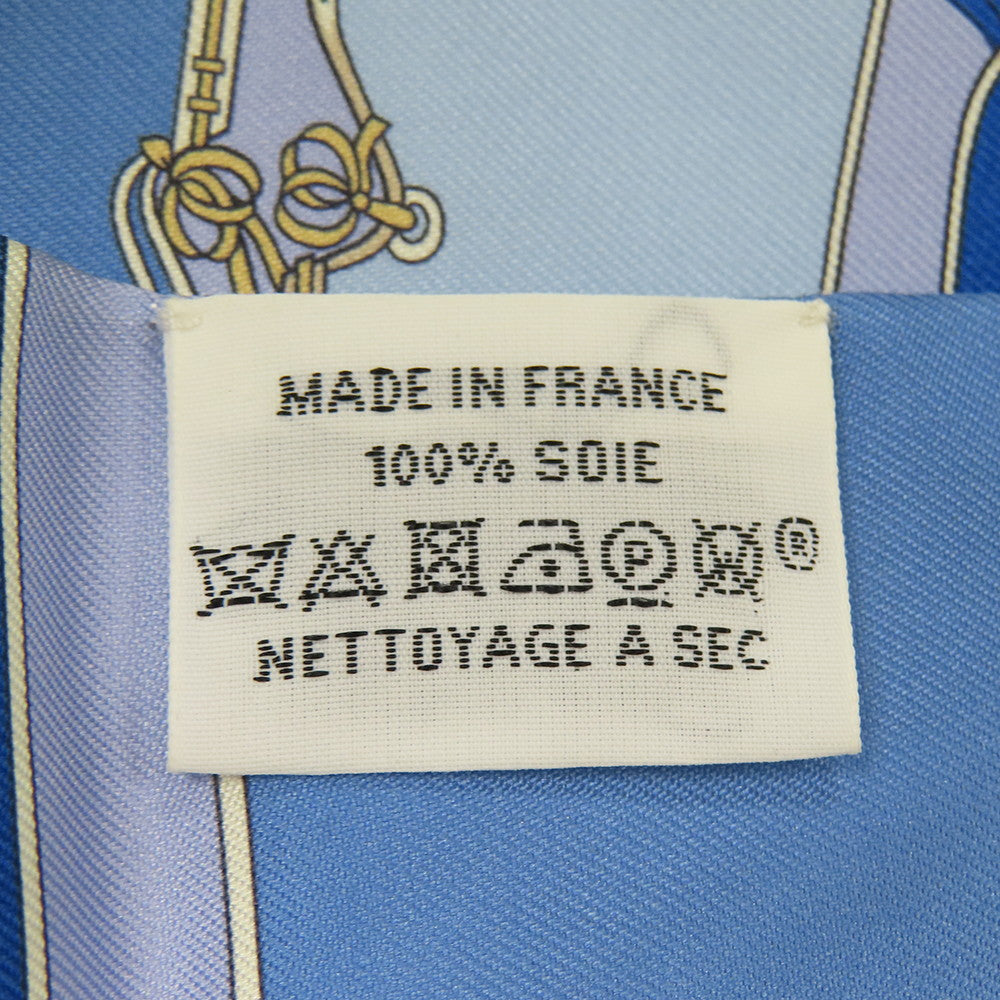 MADE IN FRANCE
100% SOIE
P ®
NETTOYAGE A SEC